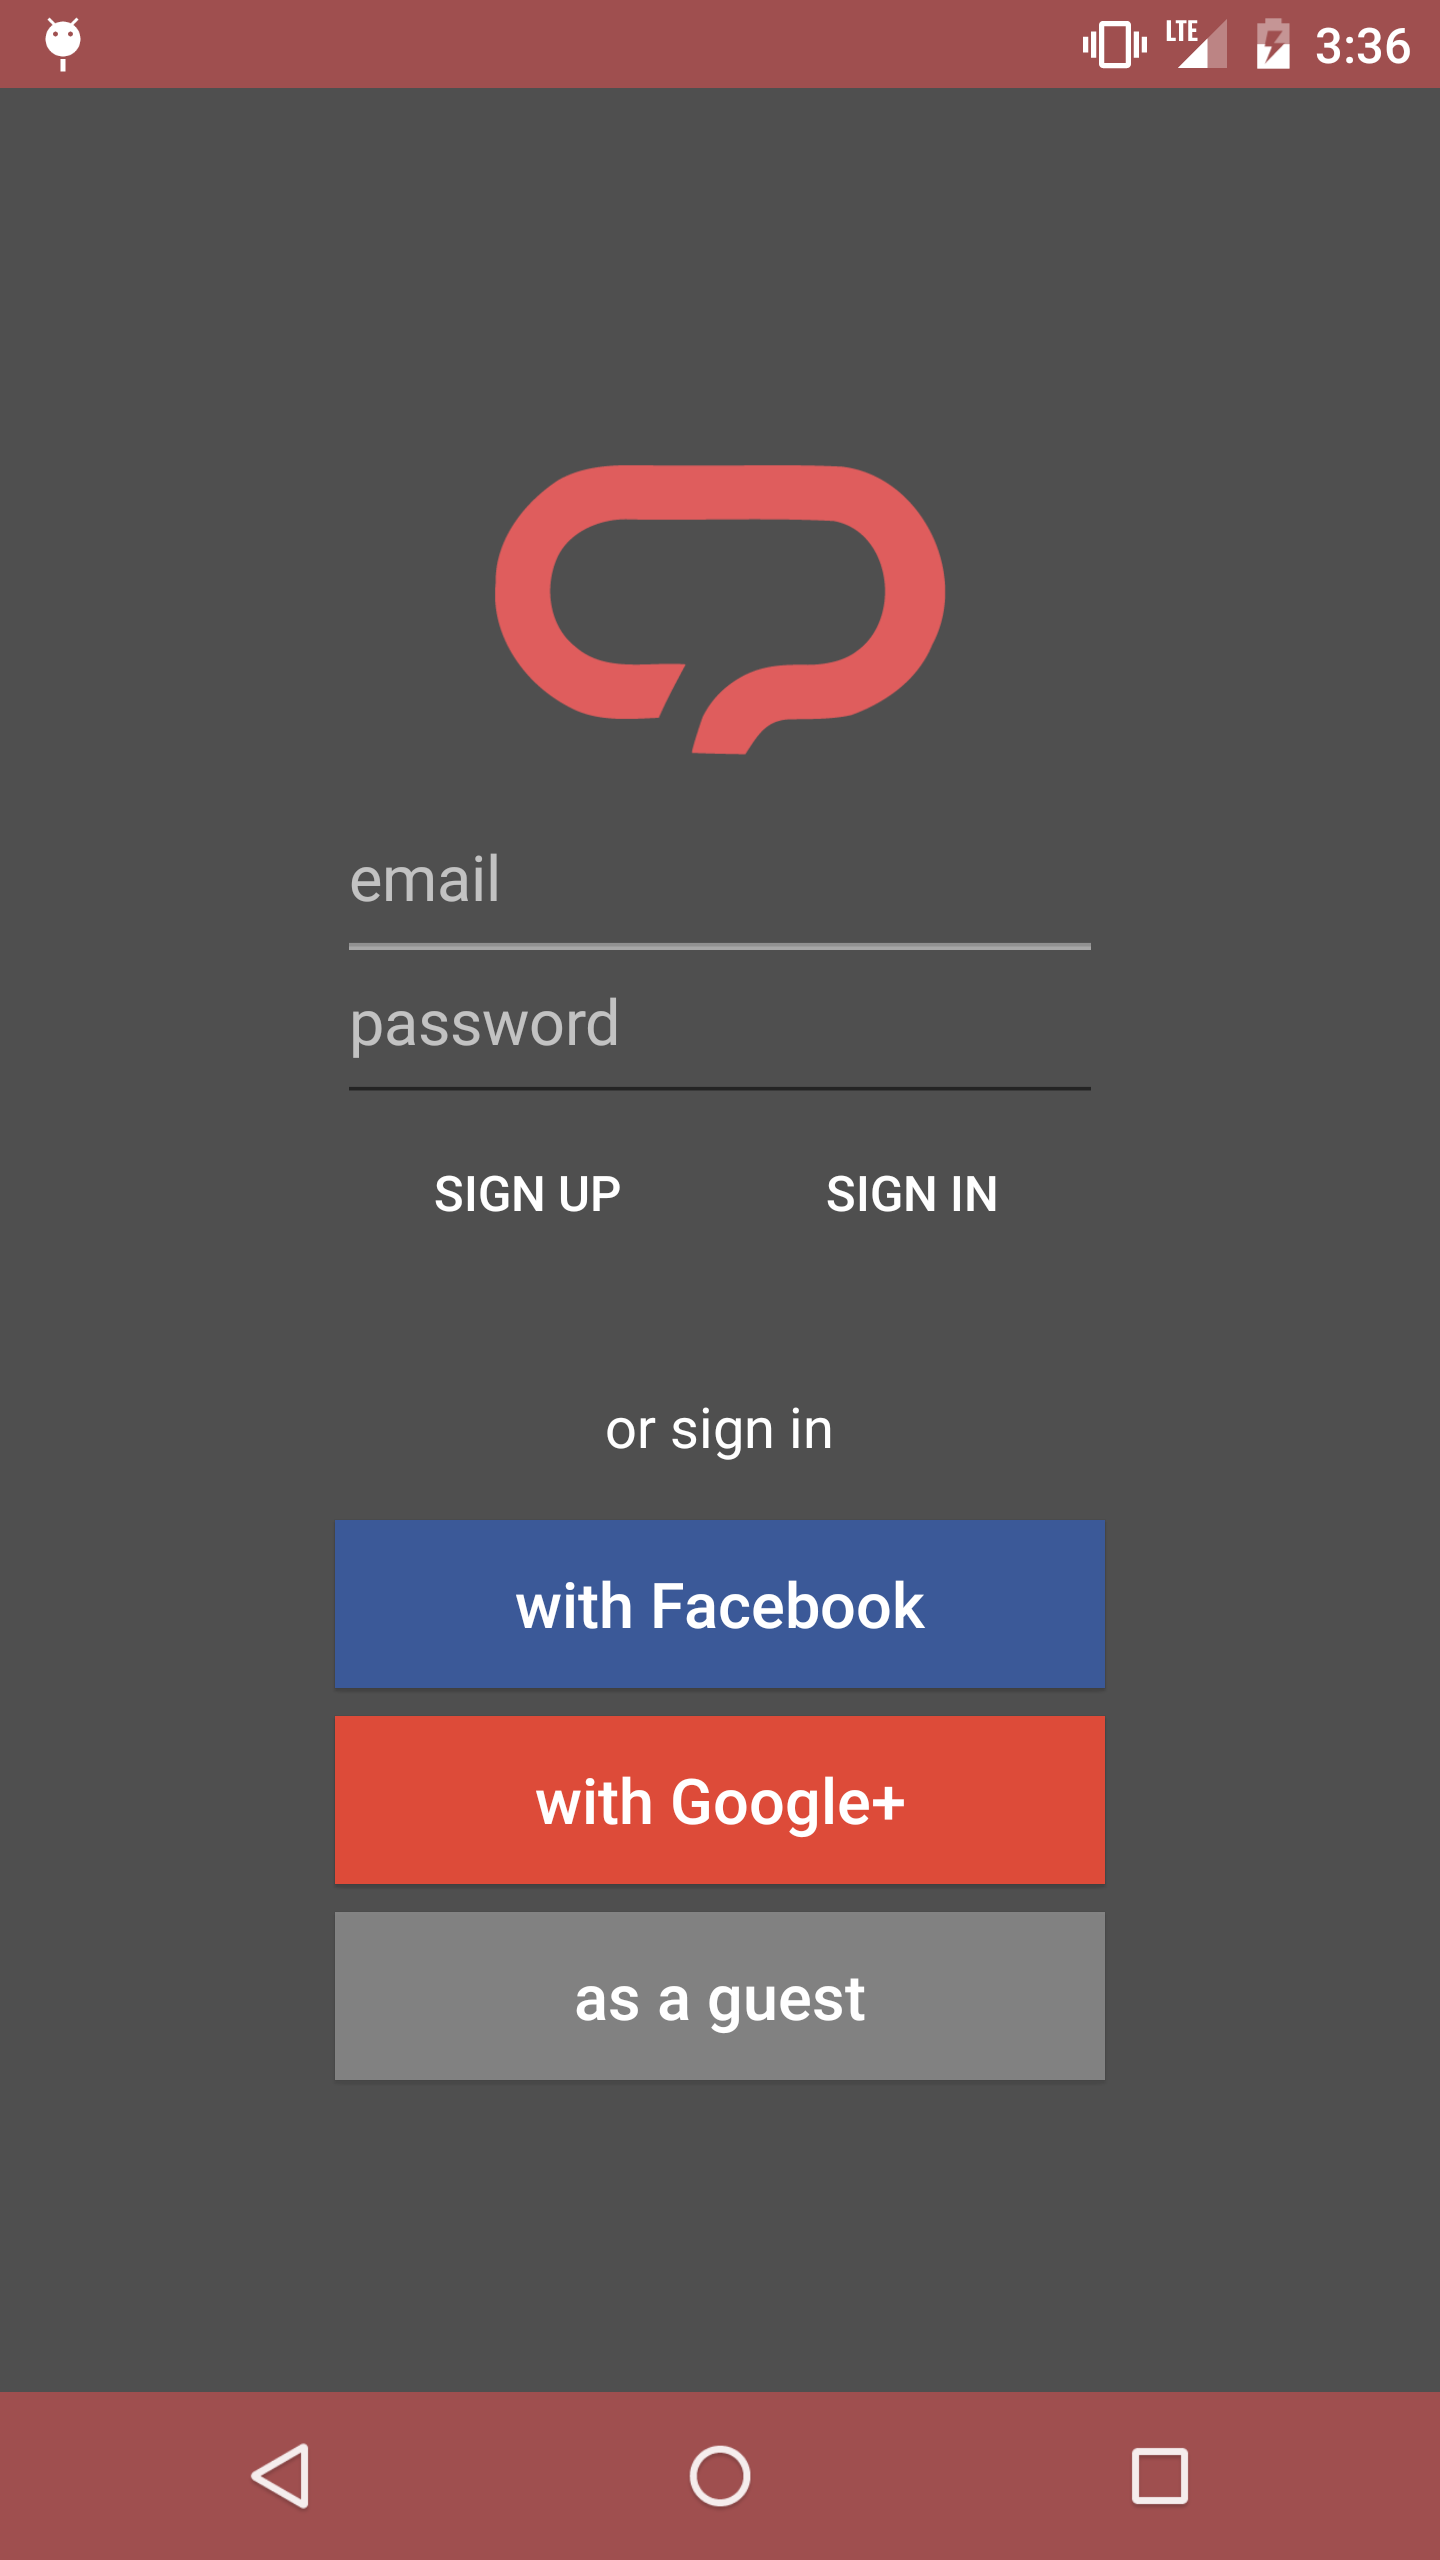 LTE 3:36
email
password
SIGN UP SIGN IN
or sign in
with Facebook
with Google+
as a guest